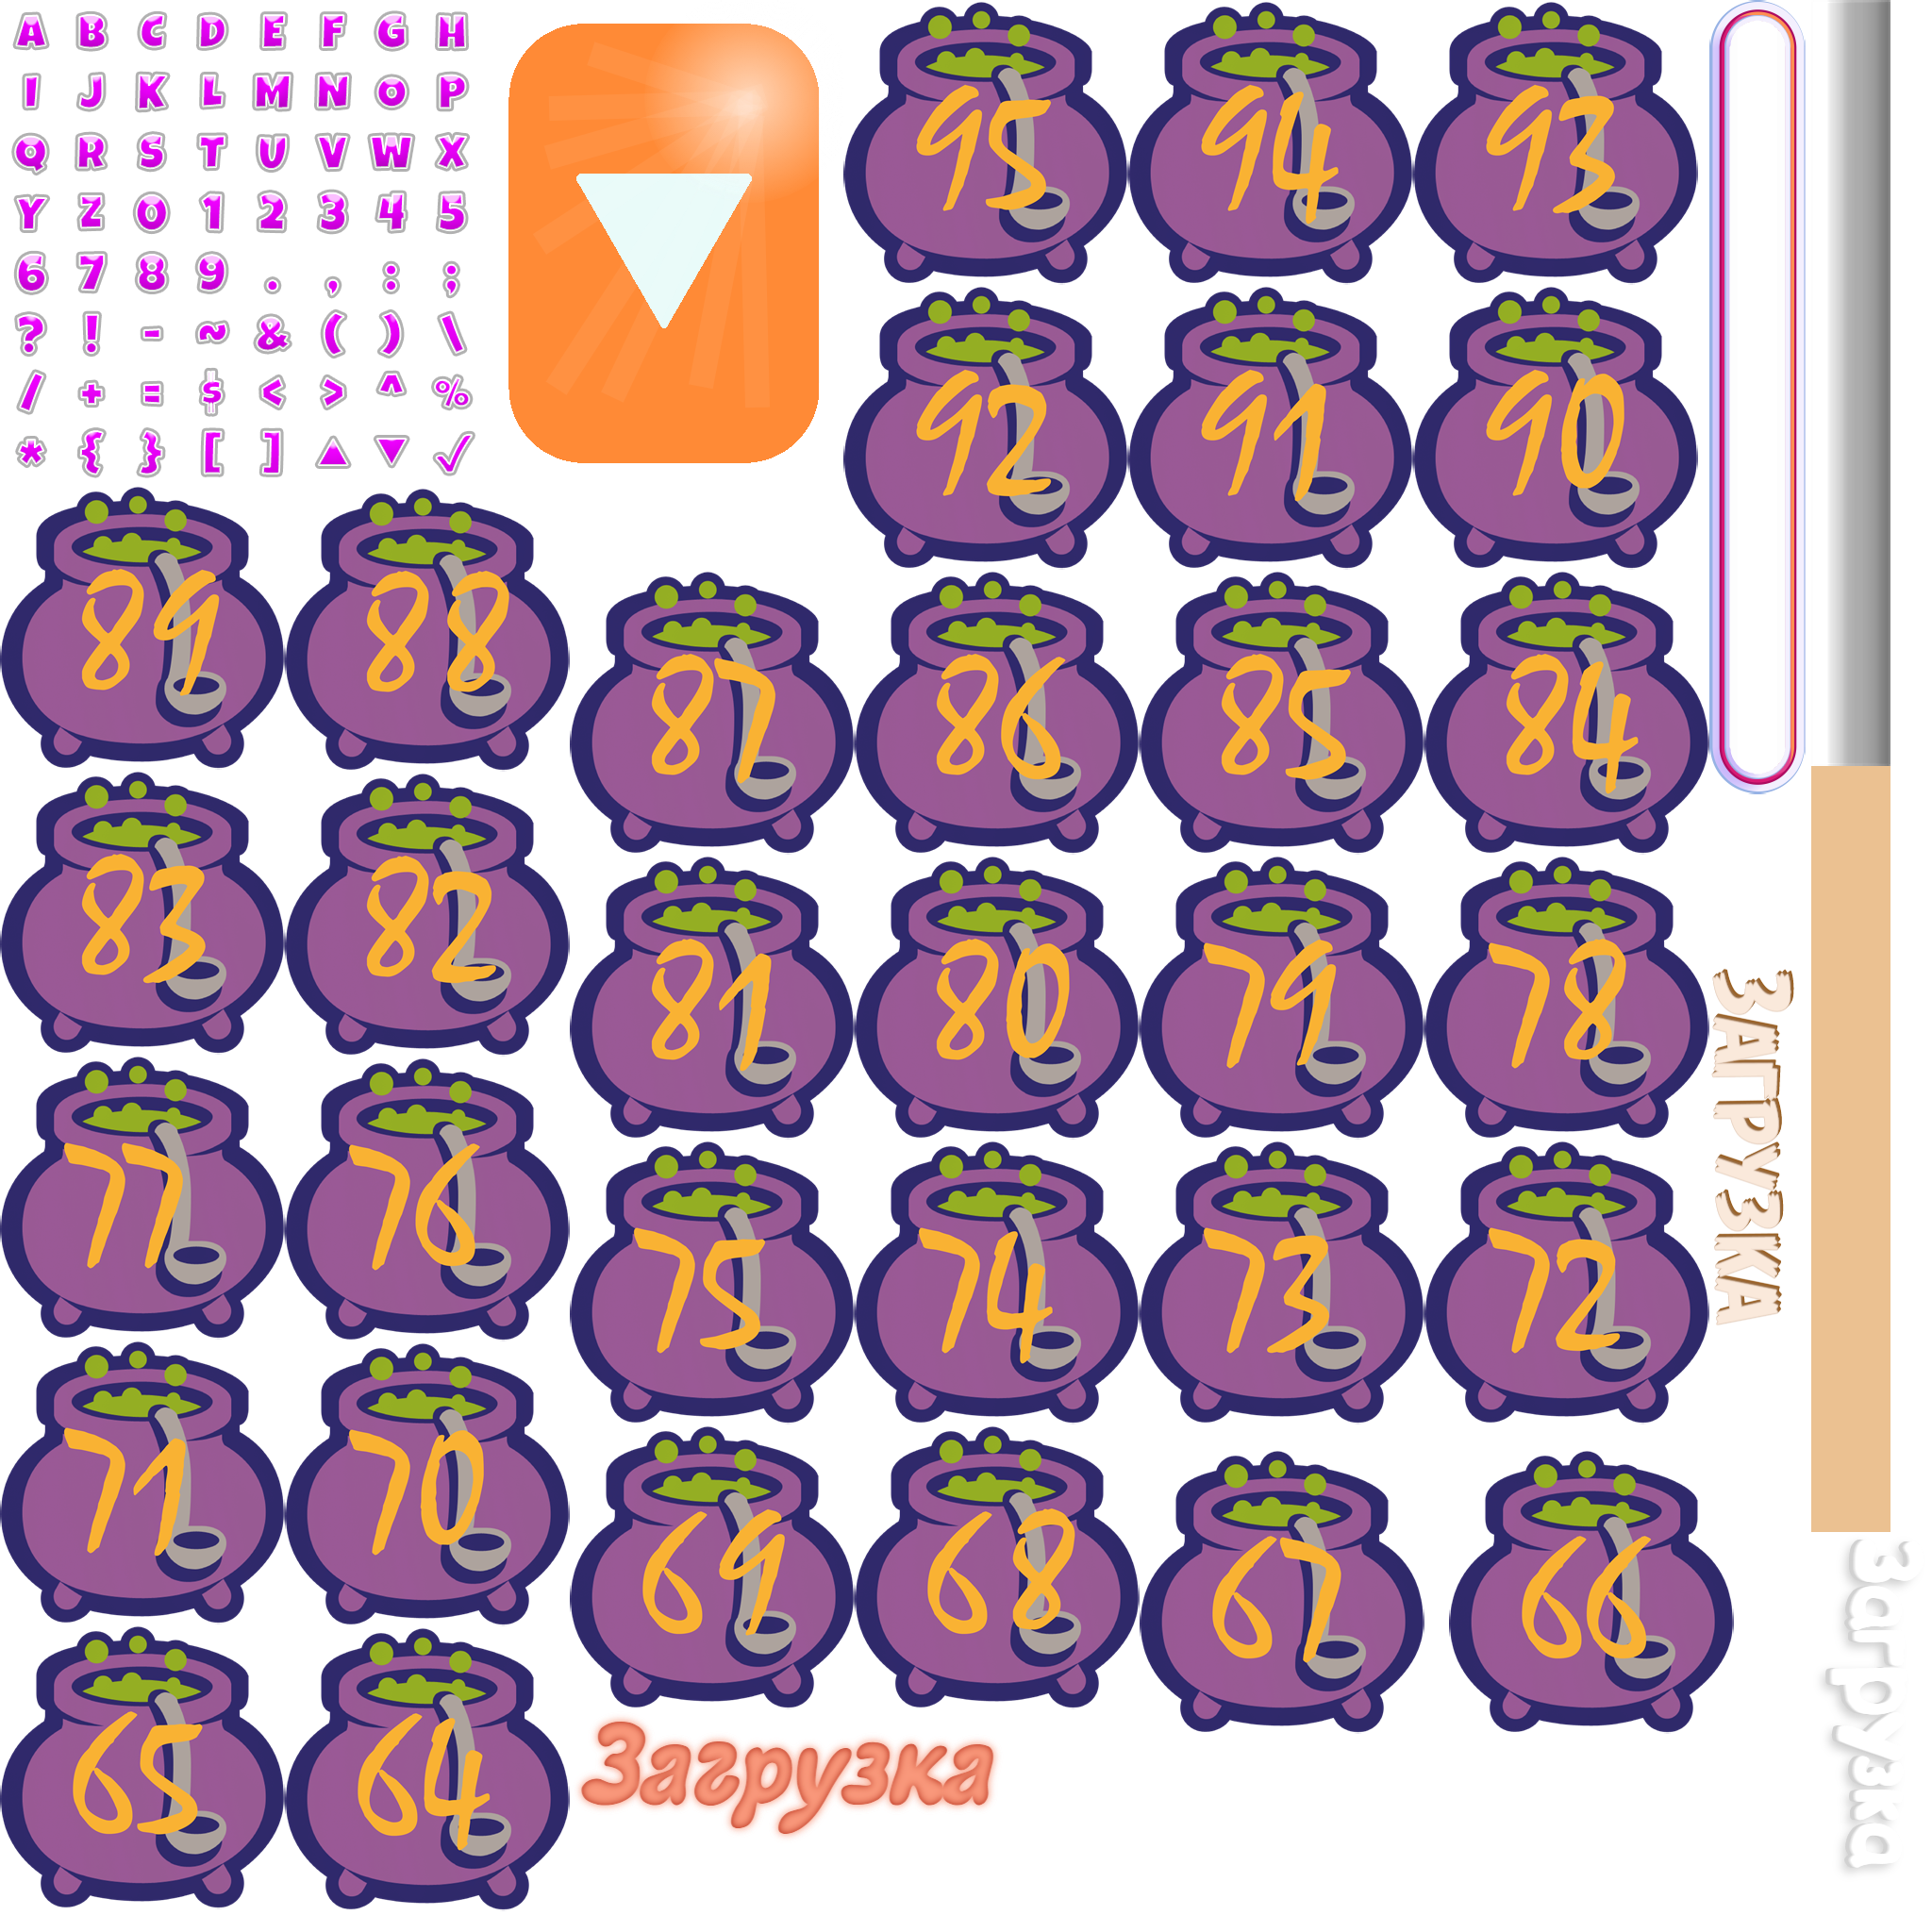 A B C D E F G H
I J K L M N O P
Q R S T U V W X
Y Z 0 1 2 3 4 5
6 7 8 9 . , : ;
? ! - ~ & ( ) \
/ + = $ < > ^ %
* { } [ ] ▲ ▼ ✓
95 94 93
92 91 90
89 88
87 86 85 84
83 82
81 80 79 78
77 76
75 74 73 72
71 70
69 68 67 66
65 64
Загрузка
ЗАГРУЗКА
Загрузка